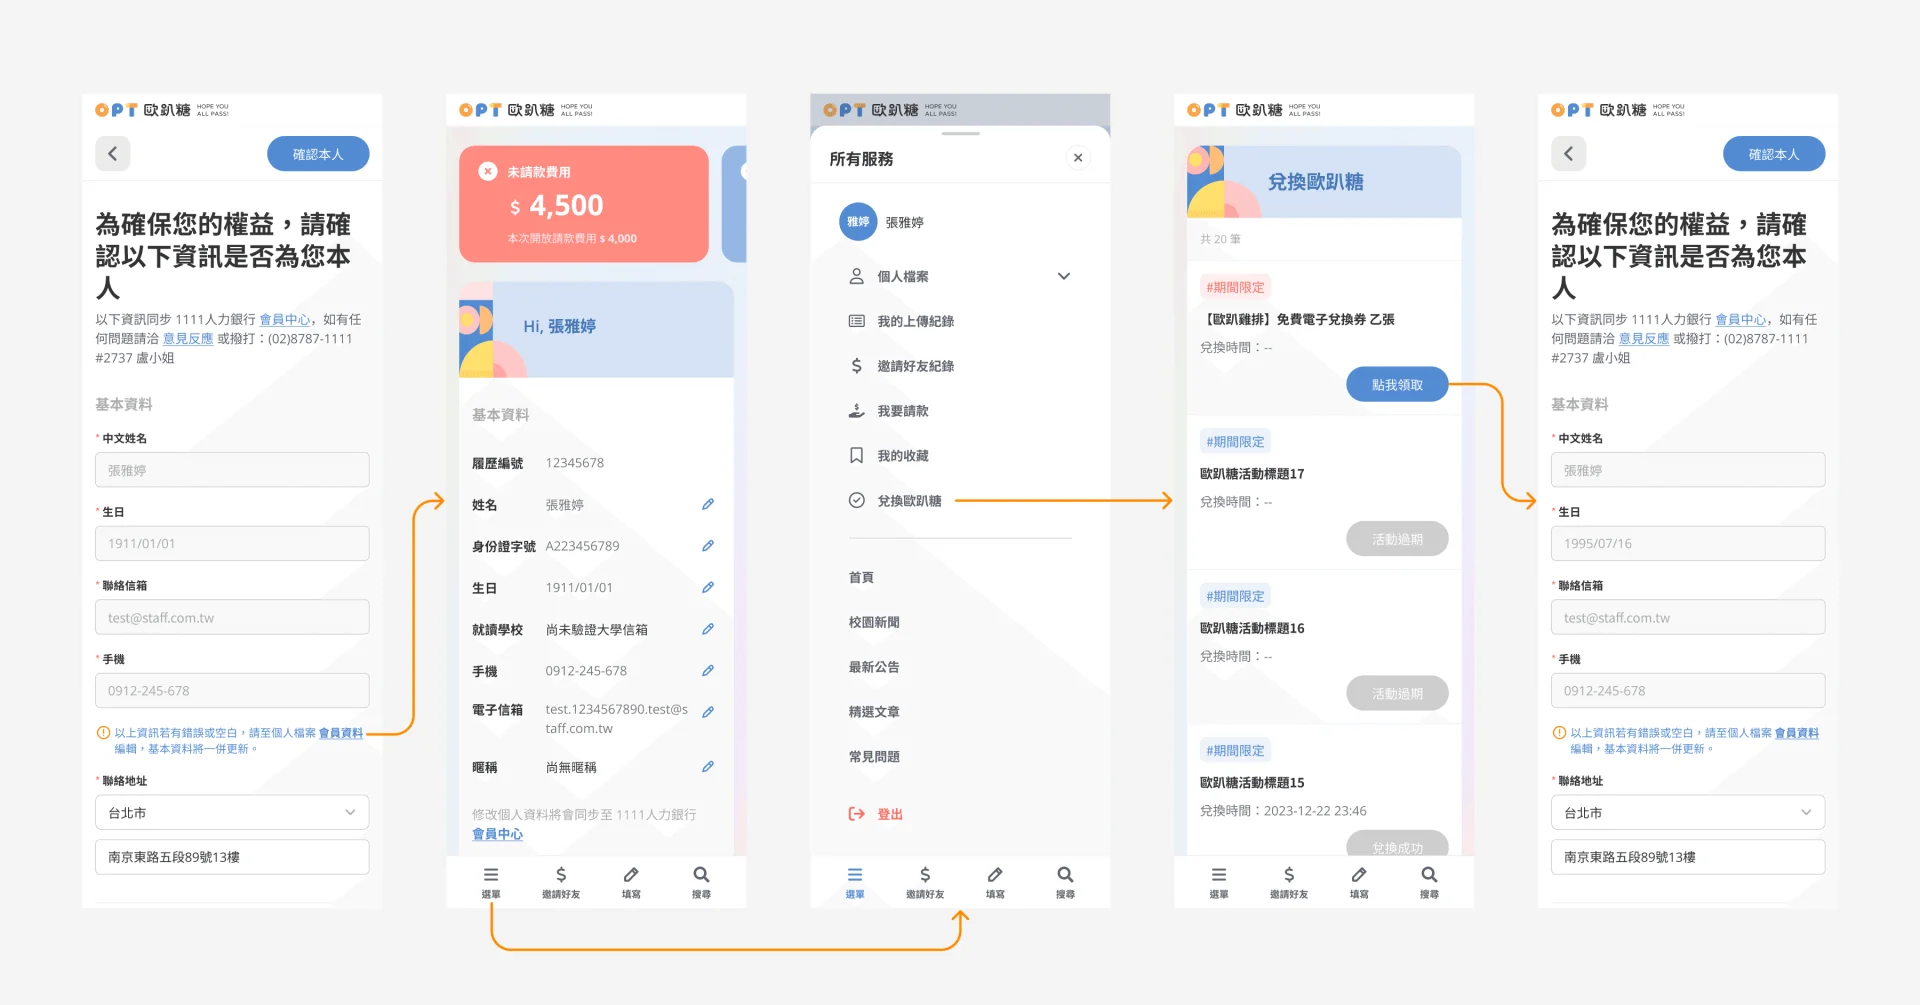 OPT 歐趴糖 HOPE YOU ALL PASS!
確認本人
為確保您的權益，請確
認以下資訊是否為您本
人
以下資訊同步 1111人力銀行 會員中心，如有任
何問題請洽 意見反應 或撥打：(02)8787-1111
#2737 盧小姐
基本資料
* 中文姓名
張雅婷
* 生日
1911/01/01
* 聯絡信箱
test@staff.com.tw
* 手機
0912-245-678
以上資訊若有錯誤或空白，請至個人檔案 會員資料
編輯，基本資料將一併更新。
* 聯絡地址
台北市
南京東路五段89號13樓
OPT 歐趴糖 HOPE YOU ALL PASS!
未請款費用
$ 4,500
本次開放請款費用 $ 4,000
Hi, 張雅婷
基本資料
履歷編號 12345678
姓名 張雅婷
身份證字號 A223456789
生日 1911/01/01
就讀學校 尚未驗證大學信箱
手機 0912-245-678
電子信箱 test.1234567890.test@s
taff.com.tw
暱稱 尚無暱稱
修改個人資料將會同步至 1111人力銀行
會員中心
選單 邀請好友 填寫 搜尋
OPT 歐趴糖 HOPE YOU ALL PASS!
所有服務
雅婷 張雅婷
個人檔案
我的上傳紀錄
邀請好友紀錄
我要請款
我的收藏
兌換歐趴糖
首頁
校園新聞
最新公告
精選文章
常見問題
登出
選單 邀請好友 填寫 搜尋
OPT 歐趴糖 HOPE YOU ALL PASS!
兌換歐趴糖
共 20 筆
#期間限定
【歐趴雞排】免費電子兌換券 乙張
兌換時間：--
點我領取
#期間限定
歐趴糖活動標題17
兌換時間：--
活動過期
#期間限定
歐趴糖活動標題16
兌換時間：--
活動過期
#期間限定
歐趴糖活動標題15
兌換時間：2023-12-22 23:46
兌換成功
選單 邀請好友 填寫 搜尋
OPT 歐趴糖 HOPE YOU ALL PASS!
確認本人
為確保您的權益，請確
認以下資訊是否為您本
人
以下資訊同步 1111人力銀行 會員中心，如有任
何問題請洽 意見反應 或撥打：(02)8787-1111
#2737 盧小姐
基本資料
* 中文姓名
張雅婷
* 生日
1995/07/16
* 聯絡信箱
test@staff.com.tw
* 手機
0912-245-678
以上資訊若有錯誤或空白，請至個人檔案 會員資料
編輯，基本資料將一併更新。
* 聯絡地址
台北市
南京東路五段89號13樓